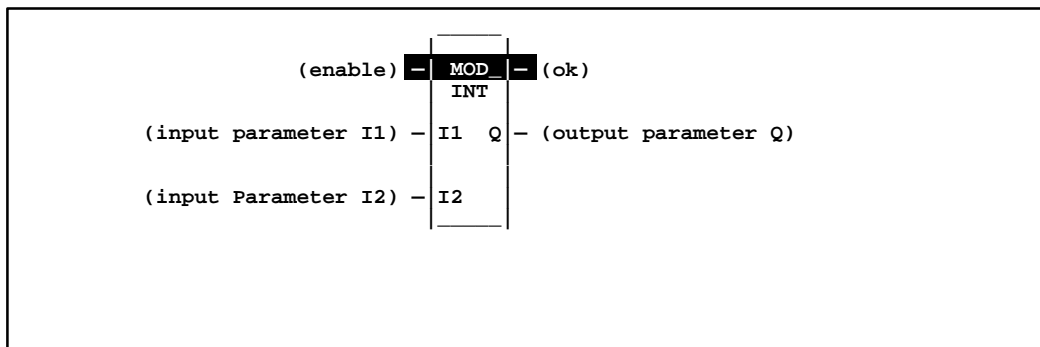 (enable) MOD_ (ok)
INT
(input parameter I1) I1 Q (output parameter Q)
(input Parameter I2) I2